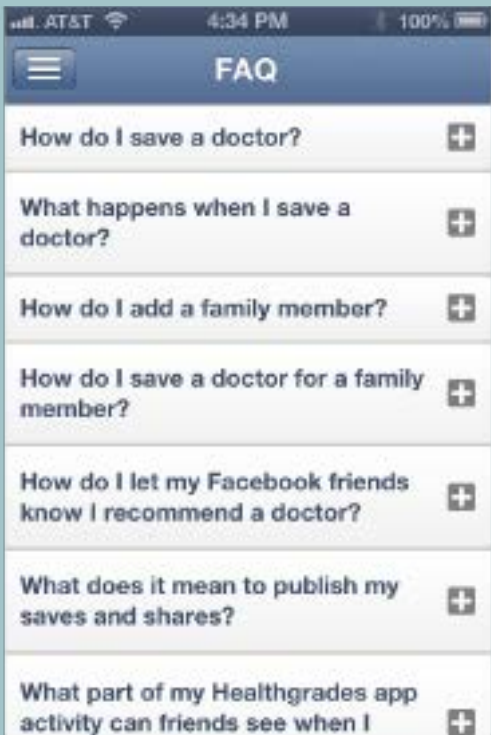 AT&T 4:34 PM 100%
FAQ
How do I save a doctor?
What happens when I save a
doctor?
How do I add a family member?
How do I save a doctor for a family
member?
How do I let my Facebook friends
know I recommend a doctor?
What does it mean to publish my
saves and shares?
What part of my Healthgrades app
activity can friends see when I